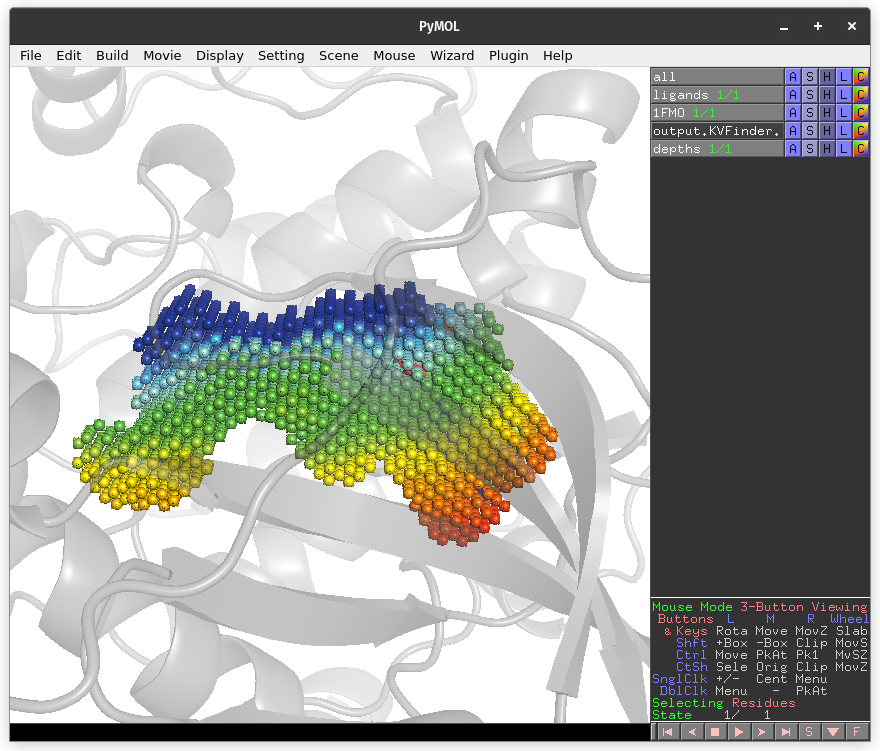 PyMOL
File Edit Build Movie Display Setting Scene Mouse Wizard Plugin Help
all A S H L C
ligands 1/1 A S H L C
1FMO 1/1 A S H L C
output.KVFinder. A S H L C
depths 1/1 A S H L C
Mouse Mode 3-Button Viewing
Buttons L M R Wheel
& Keys Rota Move MovZ Slab
Shft +Box -Box Clip MovS
Ctrl Move PkAt Pk1 MvSZ
CtSh Sele Orig Clip MovZ
SnglClk +/- Cent Menu
DblClk Menu - PkAt
Selecting Residues
State 1/ 1
S F